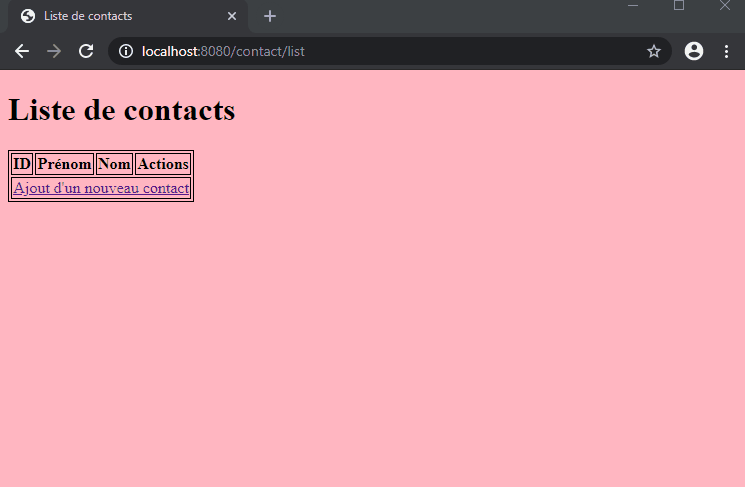 Liste de contacts
localhost:8080/contact/list
Liste de contacts
ID Prénom Nom Actions
Ajout d'un nouveau contact